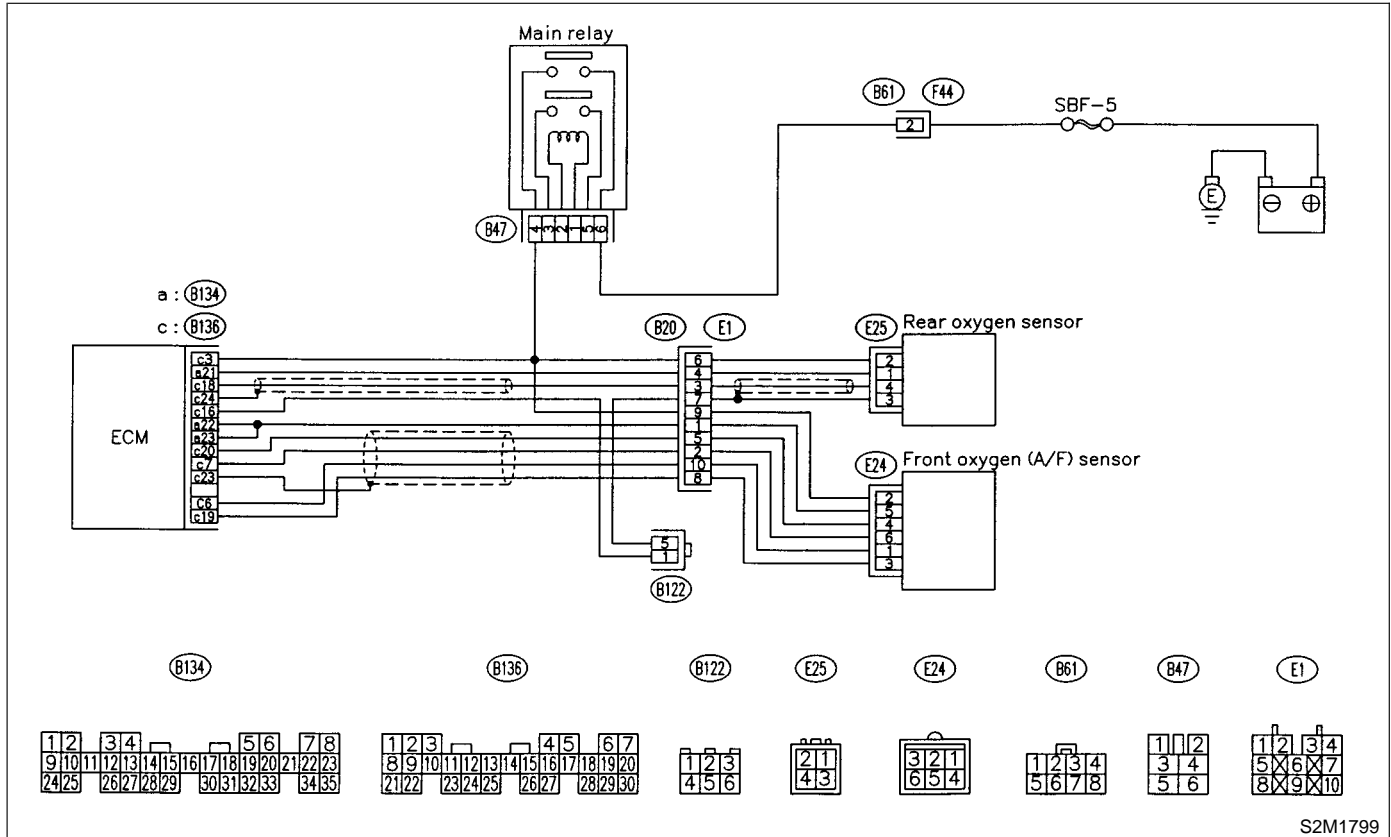 Main relay
B61 F44
SBF-5
2
E
⊖ ⊕
B47
4 3 2 1 5 6
a : B134
c : B136
B20 E1
E25 Rear oxygen sensor
ECM
c3
a21
c18
c24
c16
a22
a23
c20
c7
c23
C6
c19
6
4
3
7
9
1
5
2
10
8
2
1
4
3
E24 Front oxygen (A/F) sensor
2
5
4
6
1
3
5
1
B122
B134 B136 B122 E25 E24 B61 B47 E1
1 2 3 4 5 6 7 8
9 10 11 12 13 14 15 16 17 18 19 20 21 22 23
24 25 26 27 28 29 30 31 32 33 34 35
1 2 3 4 5 6 7
8 9 10 11 12 13 14 15 16 17 18 19 20
21 22 23 24 25 26 27 28 29 30
1 2 3
4 5 6
2 1
4 3
3 2 1
6 5 4
1 2 3 4
5 6 7 8
1 2
3 4
5 6
1 2 3 4
5 6 7
8 9 10
S2M1799